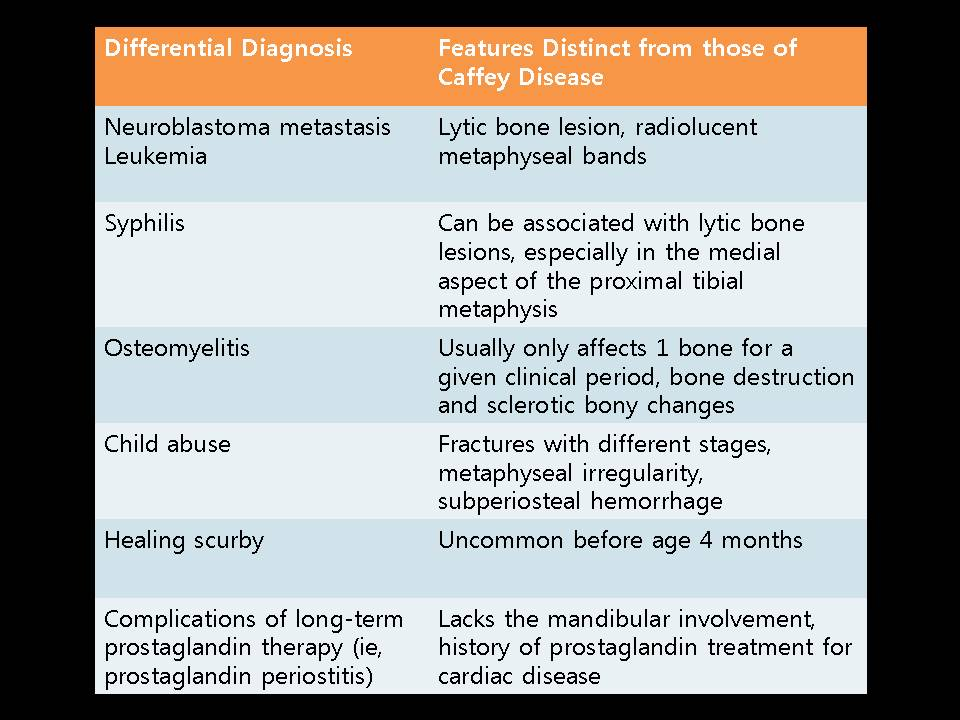 Differential Diagnosis
Features Distinct from those of
Caffey Disease
Neuroblastoma metastasis
Leukemia
Lytic bone lesion, radiolucent
metaphyseal bands
Syphilis
Can be associated with lytic bone
lesions, especially in the medial
aspect of the proximal tibial
metaphysis
Osteomyelitis
Usually only affects 1 bone for a
given clinical period, bone destruction
and sclerotic bony changes
Child abuse
Fractures with different stages,
metaphyseal irregularity,
subperiosteal hemorrhage
Healing scurby
Uncommon before age 4 months
Complications of long-term
prostaglandin therapy (ie,
prostaglandin periostitis)
Lacks the mandibular involvement,
history of prostaglandin treatment for
cardiac disease